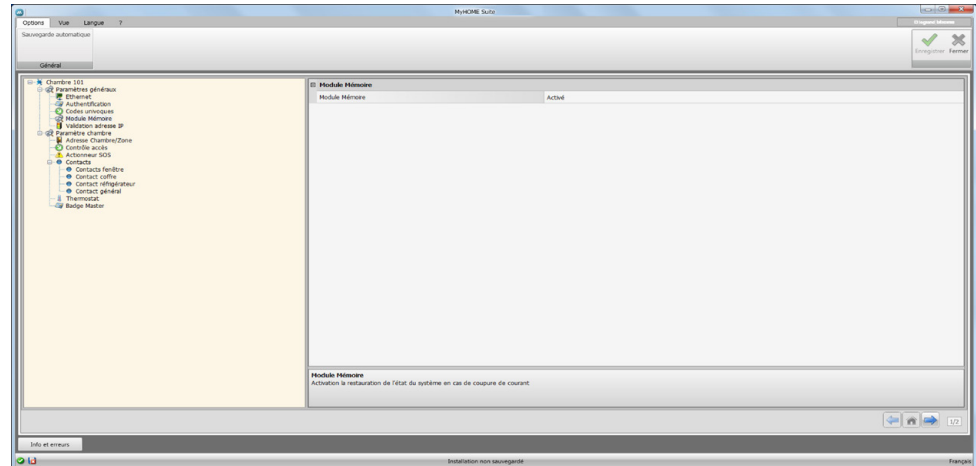 MyHOME Suite
Options Vue Langue ?
Sauvegarde automatique
Enregistrer Fermer
Général
Chambre 101
Paramètres généraux
Ethernet
Authentification
Codes univoques
Module Mémoire
Validation adresse IP
Paramètre chambre
Adresse Chambre/Zone
Contrôle accès
Actionneur SOS
Contacts
Contacts fenêtre
Contact coffre
Contact réfrigérateur
Contact général
Thermostat
Badge Master
Module Mémoire
Module Mémoire Activé
Module Mémoire
Activation la restauration de l'état du système en cas de coupure de courant
1/2
Info et erreurs
Installation non sauvegardé
Français